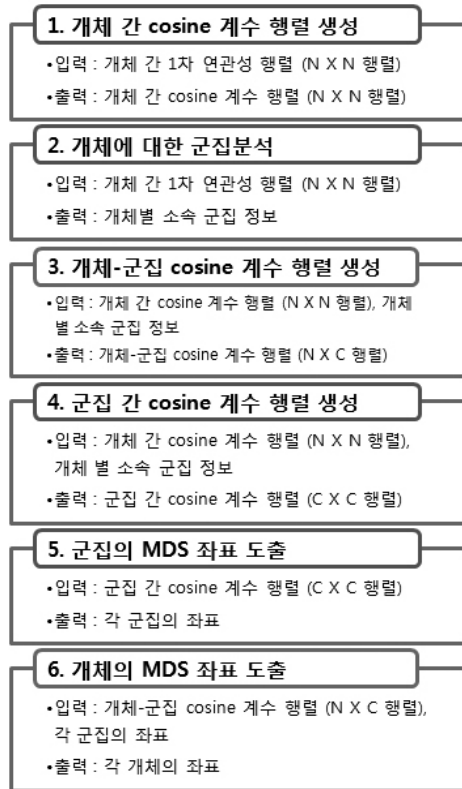 1. 개체 간 cosine 계수 행렬 생성
•입력 : 개체 간 1차 연관성 행렬 (N X N 행렬)
•출력 : 개체 간 cosine 계수 행렬 (N X N 행렬)
2. 개체에 대한 군집분석
•입력 : 개체 간 1차 연관성 행렬 (N X N 행렬)
•출력 : 개체별 소속 군집 정보
3. 개체-군집 cosine 계수 행렬 생성
•입력 : 개체 간 cosine 계수 행렬 (N X N 행렬), 개체
별 소속 군집 정보
•출력 : 개체-군집 cosine 계수 행렬 (N X C 행렬)
4. 군집 간 cosine 계수 행렬 생성
•입력 : 개체 간 cosine 계수 행렬 (N X N 행렬),
개체 별 소속 군집 정보
•출력 : 군집 간 cosine 계수 행렬 (C X C 행렬)
5. 군집의 MDS 좌표 도출
•입력 : 군집 간 cosine 계수 행렬 (C X C 행렬)
•출력 : 각 군집의 좌표
6. 개체의 MDS 좌표 도출
•입력 : 개체-군집 cosine 계수 행렬 (N X C 행렬),
각 군집의 좌표
•출력 : 각 개체의 좌표